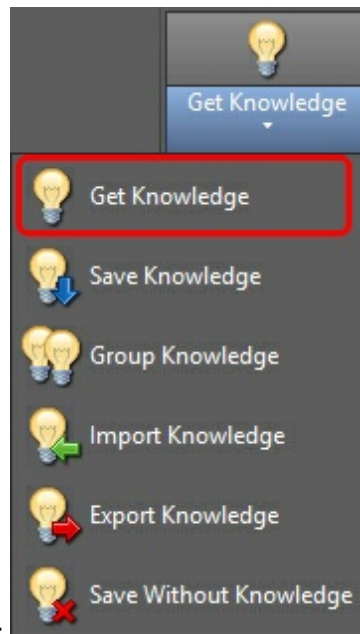 Get Knowledge
Get Knowledge
Save Knowledge
Group Knowledge
Import Knowledge
Export Knowledge
Save Without Knowledge